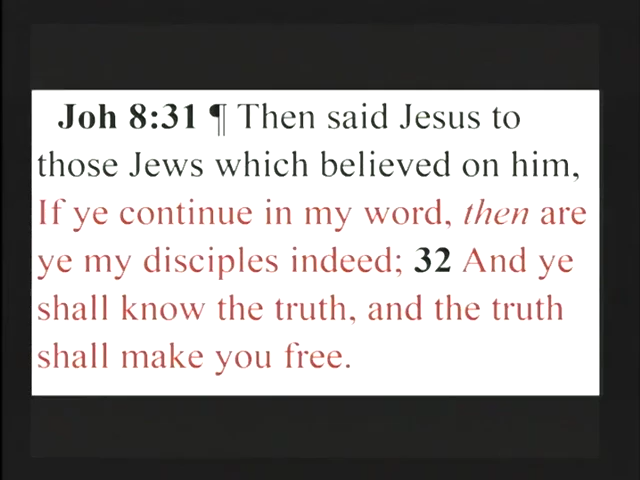 Joh 8:31 ¶ Then said Jesus to
those Jews which believed on him,
If ye continue in my word, then are
ye my disciples indeed; 32 And ye
shall know the truth, and the truth
shall make you free.